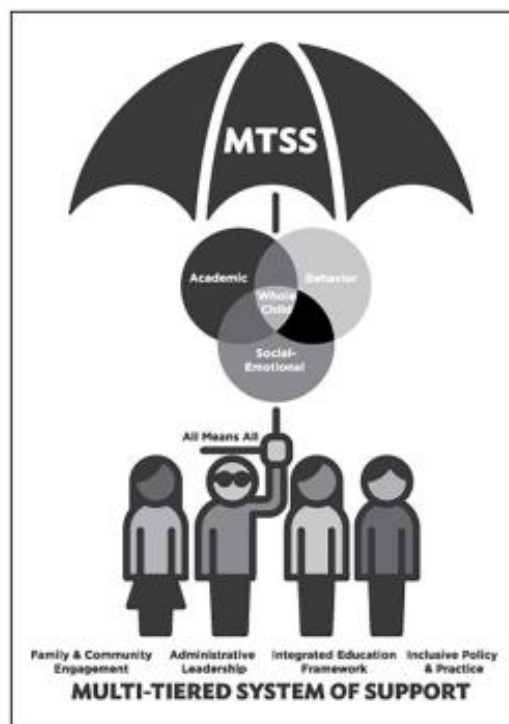 MTSS
Academic
Behavior
Whole
Child
Social-
Emotional
All Means All
Family & Community
Engagement
Administrative
Leadership
Integrated Education
Framework
Inclusive Policy
& Practice
MULTI-TIERED SYSTEM OF SUPPORT